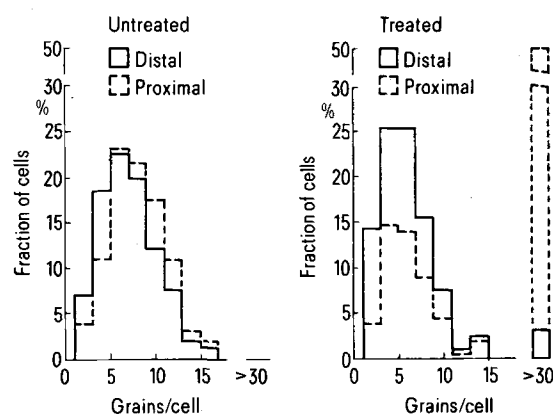 Untreated
Distal
Proximal
50
30
%
25
20
15
10
5
0
Fraction of cells
0 5 10 15 >30
Grains/cell
Treated
Distal
Proximal
50
30
%
25
20
15
10
5
0
Fraction of cells
0 5 10 15 >30
Grains/cell